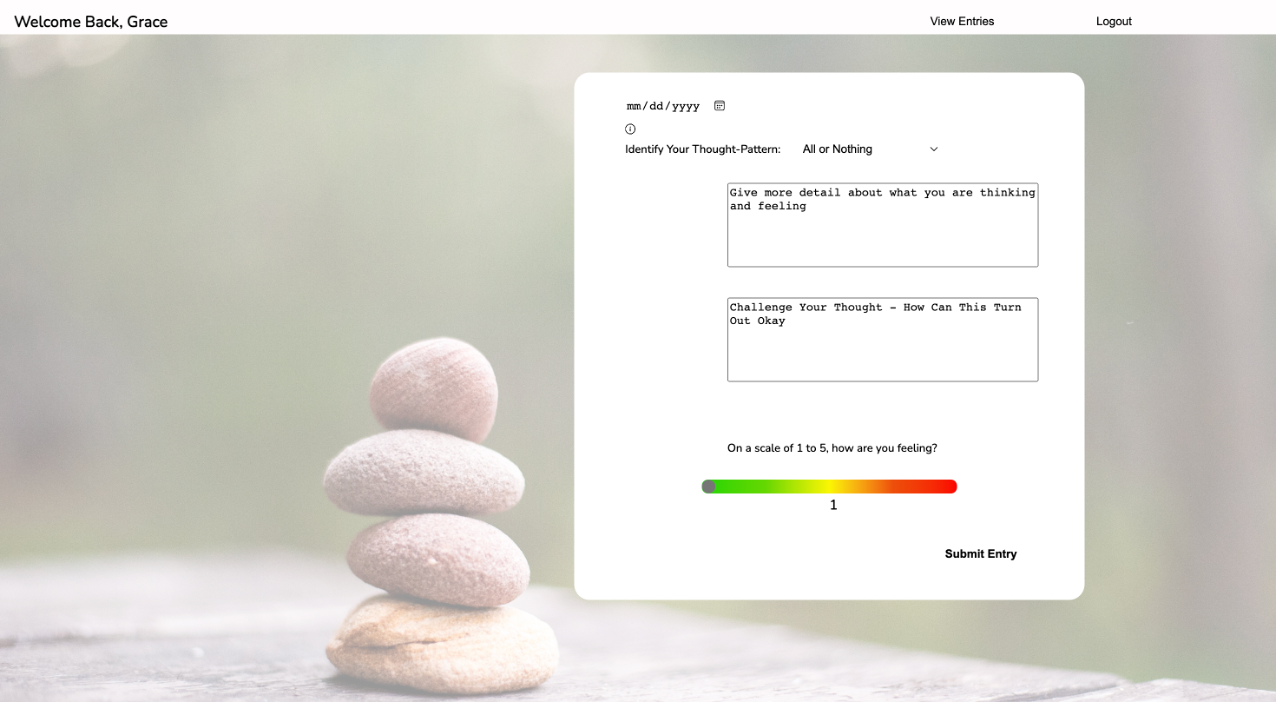 Welcome Back, Grace
View Entries
Logout
mm/dd/yyyy
Identify Your Thought-Pattern:
All or Nothing
Give more detail about what you are thinking
and feeling
Challenge Your Thought - How Can This Turn
Out Okay
On a scale of 1 to 5, how are you feeling?
1
Submit Entry